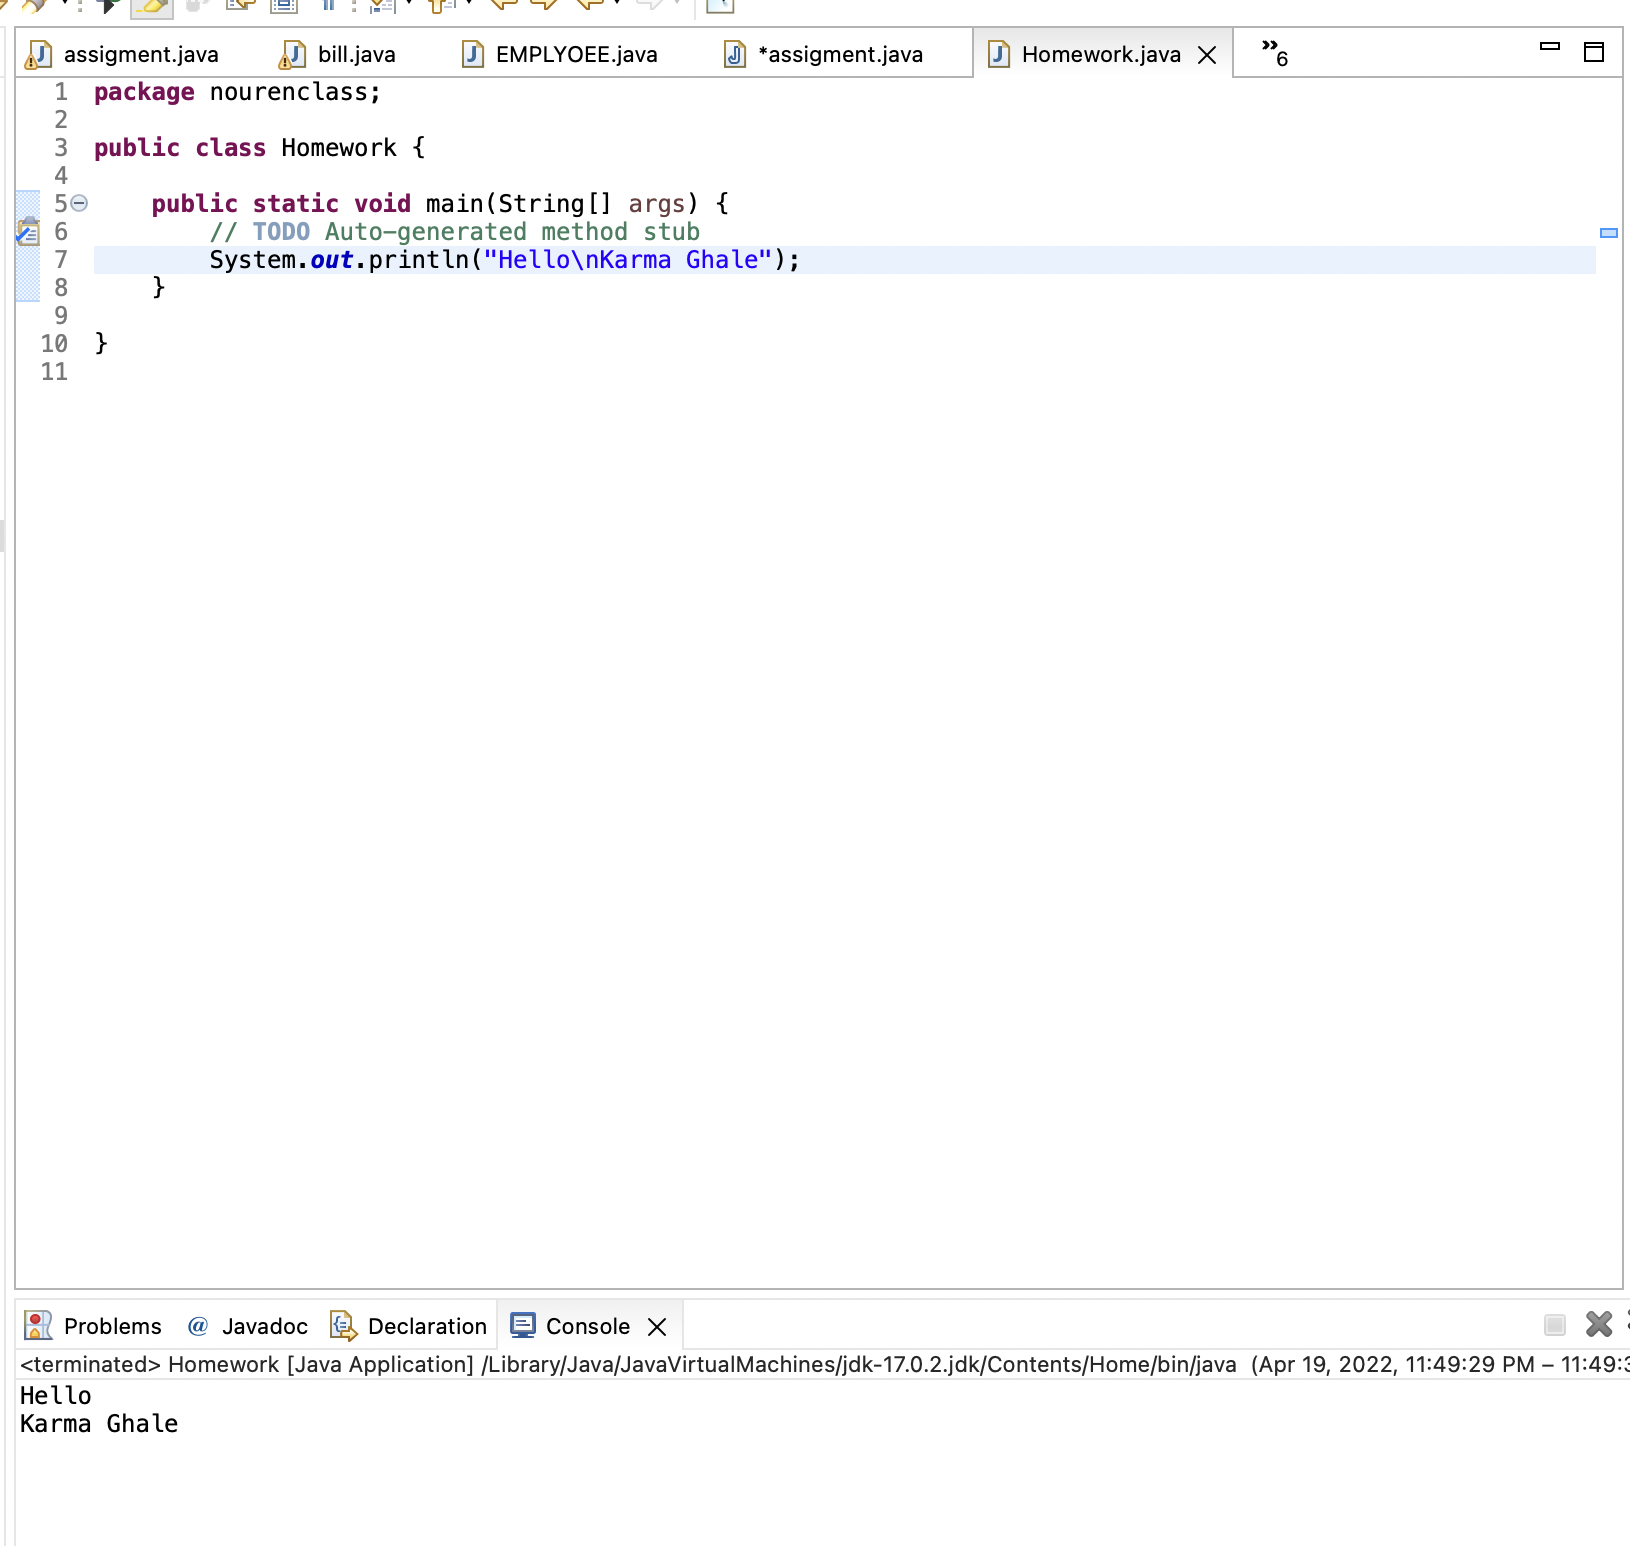 assigment.java bill.java EMPLYOEE.java *assigment.java Homework.java »6
1 package nourenclass;
2
3 public class Homework {
4
5 public static void main(String[] args) {
6 // TODO Auto-generated method stub
7 System.out.println("Hello\nKarma Ghale");
8 }
9
10 }
11
Problems @ Javadoc Declaration Console
<terminated> Homework [Java Application] /Library/Java/JavaVirtualMachines/jdk-17.0.2.jdk/Contents/Home/bin/java (Apr 19, 2022, 11:49:29 PM – 11:49:3
Hello
Karma Ghale